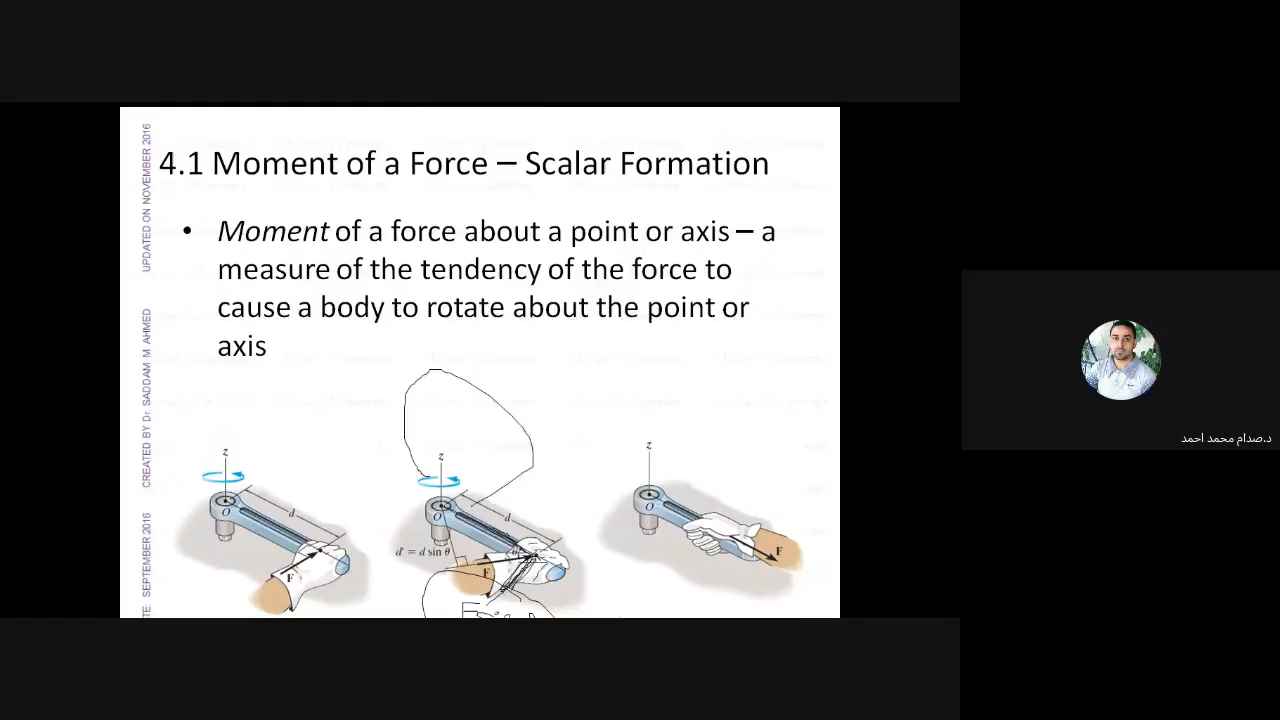 4.1 Moment of a Force – Scalar Formation
• Moment of a force about a point or axis – a
measure of the tendency of the force to
cause a body to rotate about the point or
axis
UPDATED ON NOVEMBER 2016
CREATED BY Dr. SADDAM M AHMED
TE: SEPTEMBER 2016
z
O
d
F
z
O
d
d' = d sin θ
θ
F
z
O
F
د.صدام محمد احمد